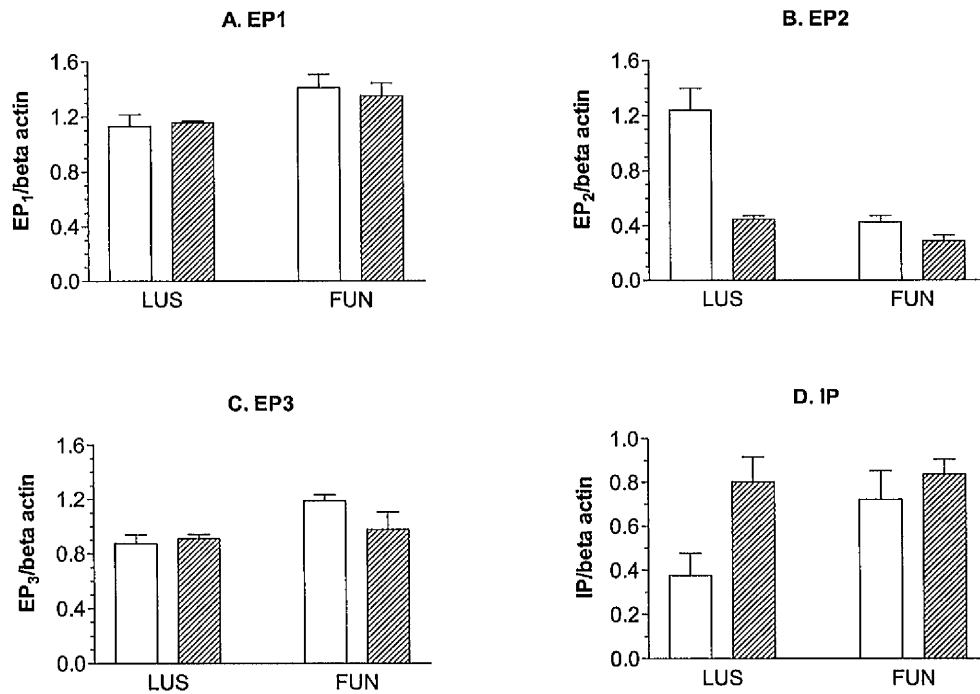 A. EP1
EP₁/beta actin
1.6
1.2
0.8
0.4
0.0
LUS FUN
B. EP2
EP₂/beta actin
1.6
1.2
0.8
0.4
0.0
LUS FUN
C. EP3
EP₃/beta actin
1.6
1.2
0.8
0.4
0.0
LUS FUN
D. IP
IP/beta actin
1.0
0.8
0.6
0.4
0.2
0.0
LUS FUN